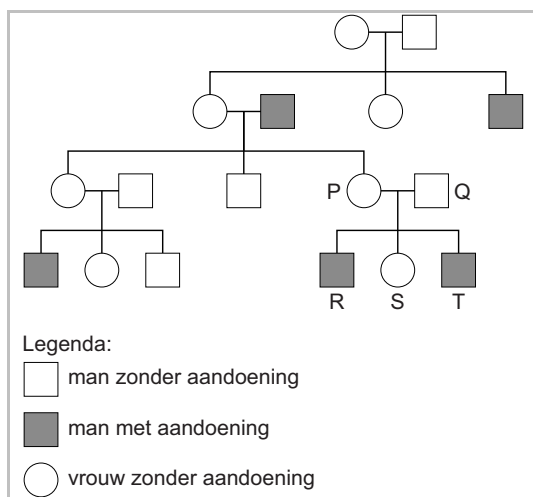 P Q
R S T
Legenda:
man zonder aandoening
man met aandoening
vrouw zonder aandoening